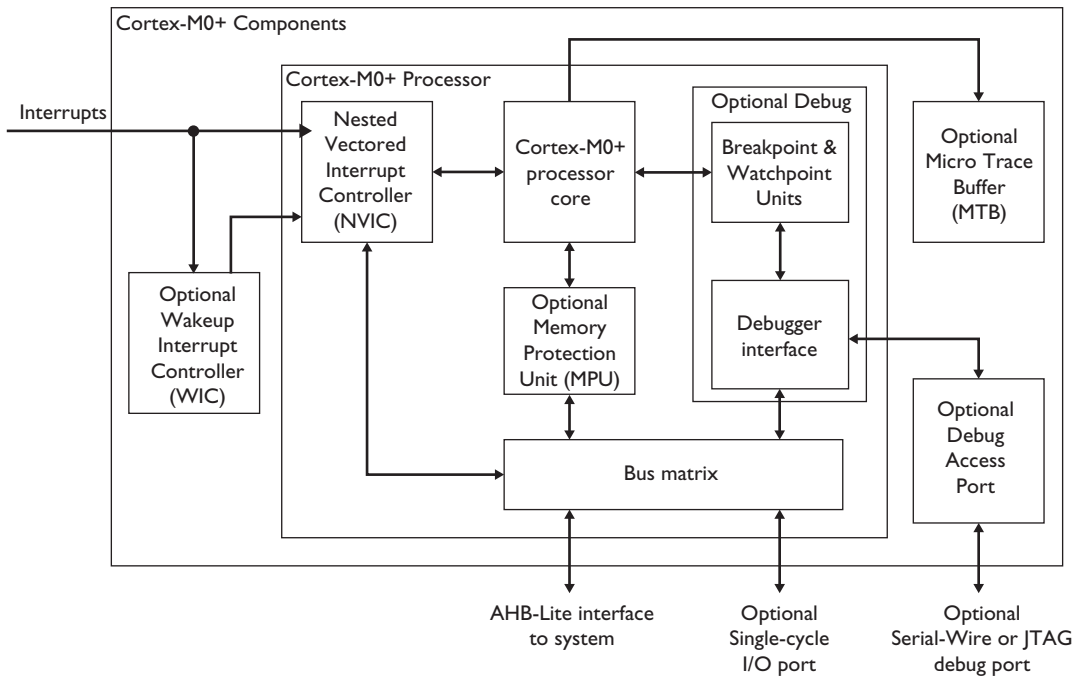 Cortex-M0+ Components
Cortex-M0+ Processor
Interrupts
Nested
Vectored
Interrupt
Controller
(NVIC)
Cortex-M0+
processor
core
Optional Debug
Breakpoint &
Watchpoint
Units
Optional
Micro Trace
Buffer
(MTB)
Optional
Wakeup
Interrupt
Controller
(WIC)
Optional
Memory
Protection
Unit (MPU)
Debugger
interface
Optional
Debug
Access
Port
Bus matrix
AHB-Lite interface
to system
Optional
Single-cycle
I/O port
Optional
Serial-Wire or JTAG
debug port